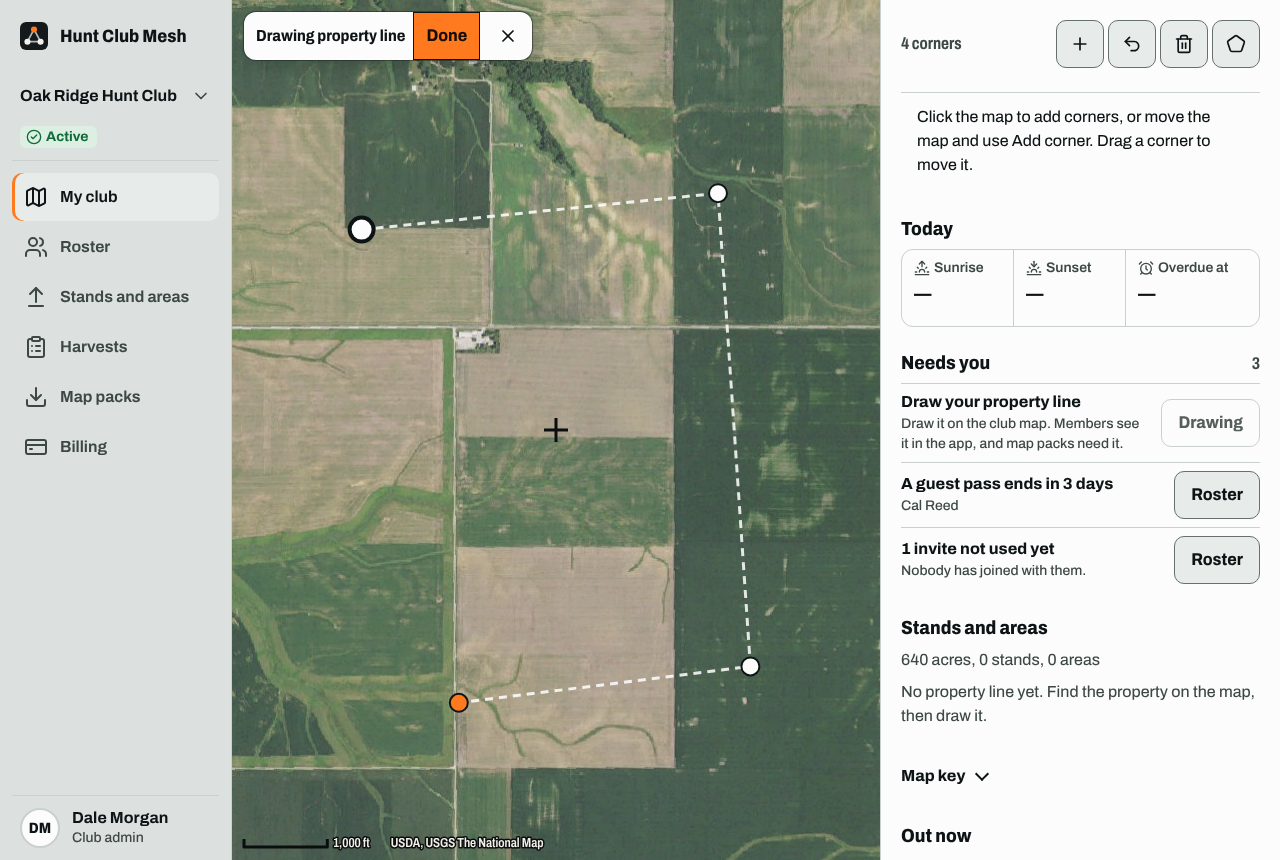 Hunt Club Mesh
Oak Ridge Hunt Club
Active
My club
Roster
Stands and areas
Harvests
Map packs
Billing
DM
Dale Morgan
Club admin
Drawing property line
Done
1,000 ft
USDA, USGS The National Map
4 corners
Click the map to add corners, or move the
map and use Add corner. Drag a corner to
move it.
Today
Sunrise
—
Sunset
—
Overdue at
—
Needs you
3
Draw your property line
Draw it on the club map. Members see
it in the app, and map packs need it.
Drawing
A guest pass ends in 3 days
Cal Reed
Roster
1 invite not used yet
Nobody has joined with them.
Roster
Stands and areas
640 acres, 0 stands, 0 areas
No property line yet. Find the property on the map,
then draw it.
Map key
Out now